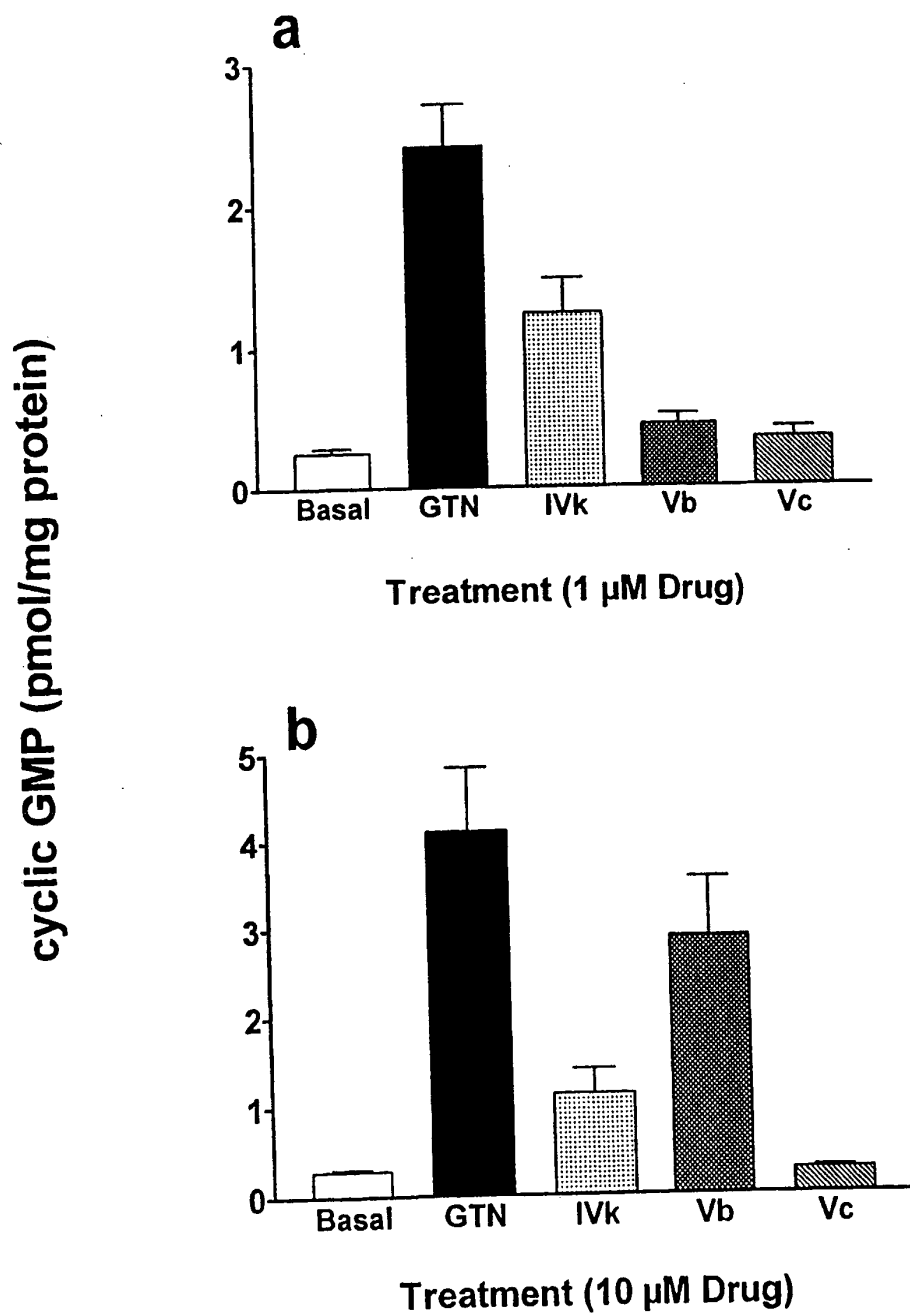 a
3
2
1
0
Basal GTN IVk Vb Vc
Treatment (1 µM Drug)
cyclic GMP (pmol/mg protein)
b
5
4
3
2
1
0
Basal GTN IVk Vb Vc
Treatment (10 µM Drug)